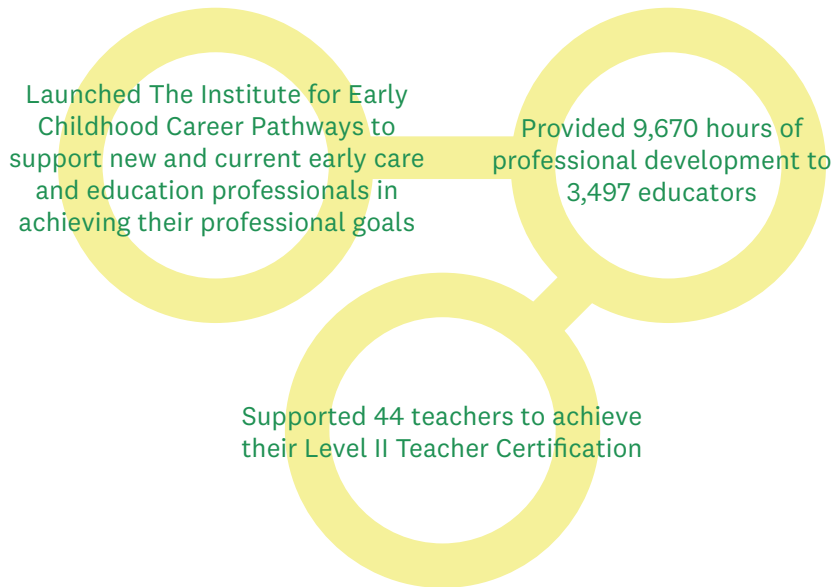 Launched The Institute for Early
Childhood Career Pathways to
support new and current early care
and education professionals in
achieving their professional goals
Provided 9,670 hours of
professional development to
3,497 educators
Supported 44 teachers to achieve
their Level II Teacher Certification